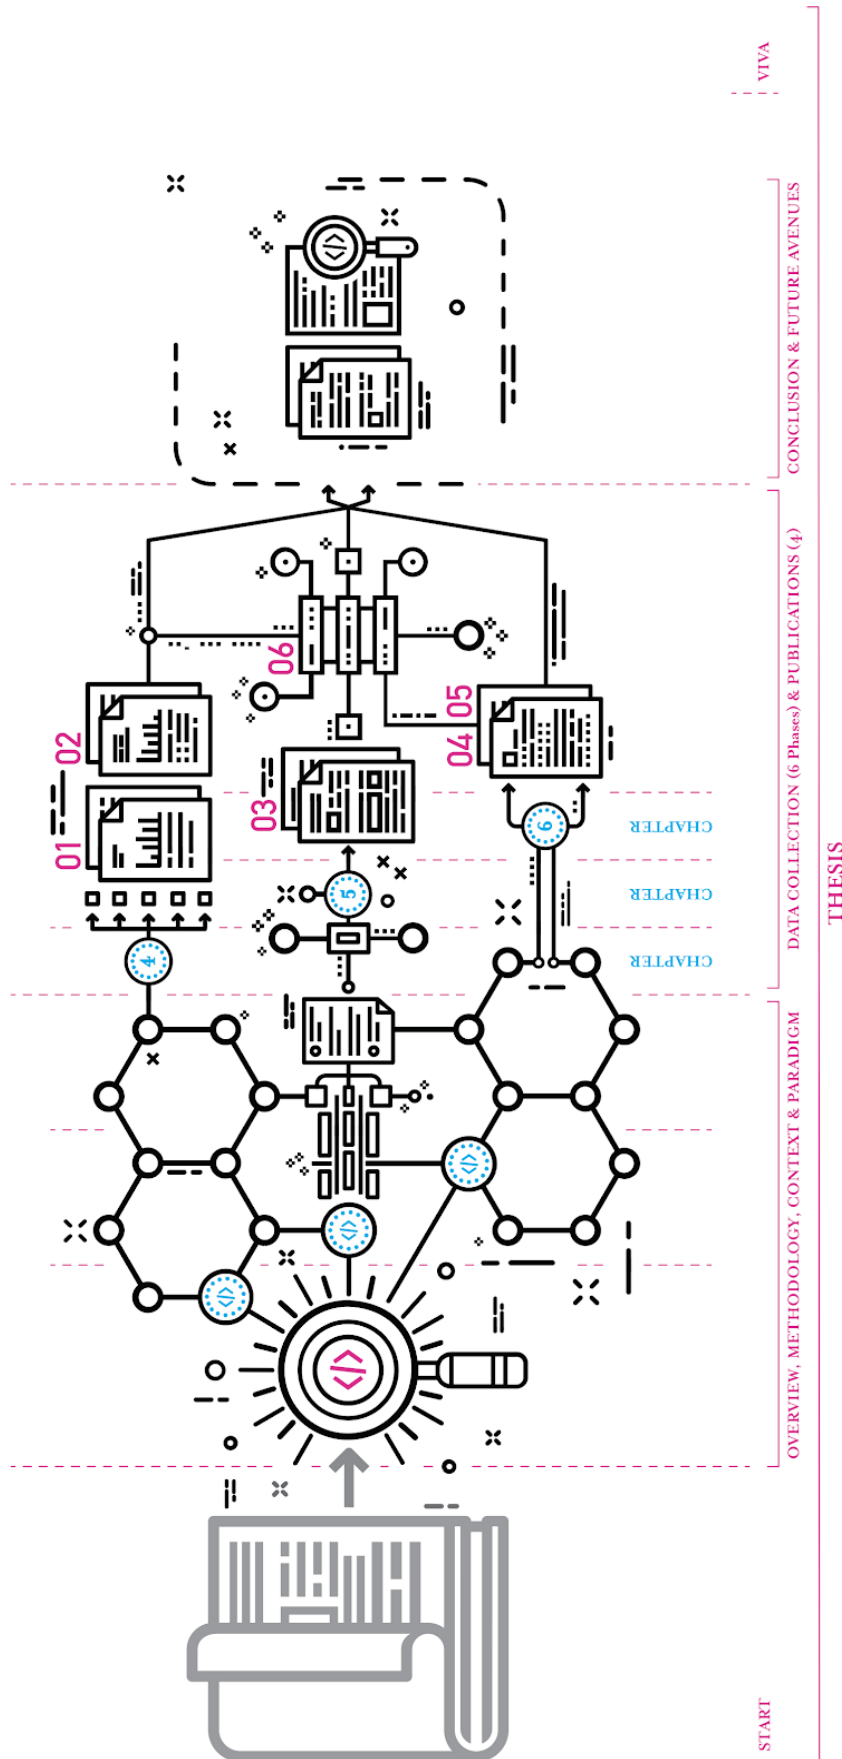 VIVA
CONCLUSION & FUTURE AVENUES
DATA COLLECTION (6 Phases) & PUBLICATIONS (4)
OVERVIEW, METHODOLOGY, CONTEXT & PARADIGM
THESIS
START
02
01
03
06
05
04
CHAPTER
CHAPTER
CHAPTER
4
5
6
</>
</>
</>
</>
</>